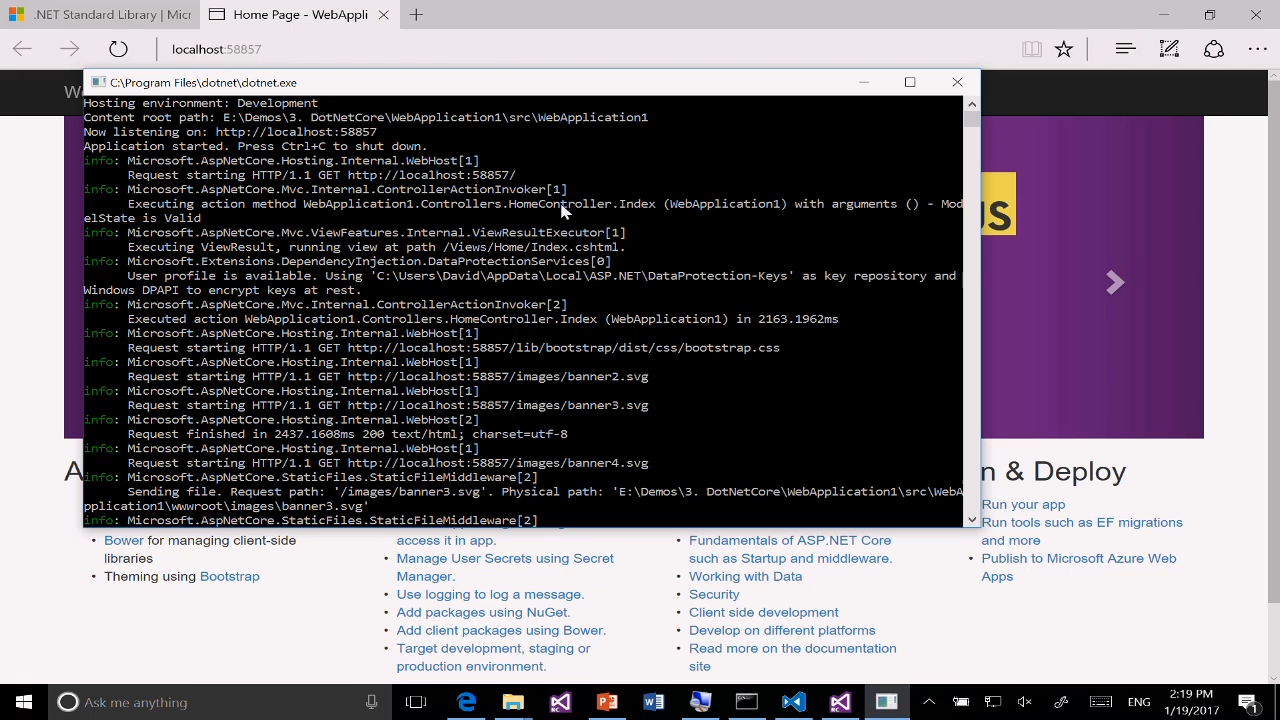 .NET Standard Library | Micr
Home Page - WebAppli
localhost:58857
C:\Program Files\dotnet\dotnet.exe
Hosting environment: Development
Content root path: E:\Demos\3. DotNetCore\WebApplication1\src\WebApplication1
Now listening on: http://localhost:58857
Application started. Press Ctrl+C to shut down.
info: Microsoft.AspNetCore.Hosting.Internal.WebHost[1]
Request starting HTTP/1.1 GET http://localhost:58857/
info: Microsoft.AspNetCore.Mvc.Internal.ControllerActionInvoker[1]
Executing action method WebApplication1.Controllers.HomeController.Index (WebApplication1) with arguments () - Mod
elState is Valid
info: Microsoft.AspNetCore.Mvc.ViewFeatures.Internal.ViewResultExecutor[1]
Executing ViewResult, running view at path /Views/Home/Index.cshtml.
info: Microsoft.Extensions.DependencyInjection.DataProtectionServices[0]
User profile is available. Using 'C:\Users\David\AppData\Local\ASP.NET\DataProtection-Keys' as key repository and
Windows DPAPI to encrypt keys at rest.
info: Microsoft.AspNetCore.Mvc.Internal.ControllerActionInvoker[2]
Executed action WebApplication1.Controllers.HomeController.Index (WebApplication1) in 2163.1962ms
info: Microsoft.AspNetCore.Hosting.Internal.WebHost[1]
Request starting HTTP/1.1 GET http://localhost:58857/lib/bootstrap/dist/css/bootstrap.css
info: Microsoft.AspNetCore.Hosting.Internal.WebHost[1]
Request starting HTTP/1.1 GET http://localhost:58857/images/banner2.svg
info: Microsoft.AspNetCore.Hosting.Internal.WebHost[1]
Request starting HTTP/1.1 GET http://localhost:58857/images/banner3.svg
info: Microsoft.AspNetCore.Hosting.Internal.WebHost[2]
Request finished in 2437.1608ms 200 text/html; charset=utf-8
info: Microsoft.AspNetCore.Hosting.Internal.WebHost[1]
Request starting HTTP/1.1 GET http://localhost:58857/images/banner4.svg
info: Microsoft.AspNetCore.StaticFiles.StaticFileMiddleware[2]
Sending file. Request path: '/images/banner3.svg'. Physical path: 'E:\Demos\3. DotNetCore\WebApplication1\src\WebA
pplication1\wwwroot\images\banner3.svg'
info: Microsoft.AspNetCore.StaticFiles.StaticFileMiddleware[2]
JS
Bower for managing client-side
libraries
Theming using Bootstrap
access it in app.
Manage User Secrets using Secret
Manager.
Use logging to log a message.
Add packages using NuGet.
Add client packages using Bower.
Target development, staging or
production environment.
Fundamentals of ASP.NET Core
such as Startup and middleware.
Working with Data
Security
Client side development
Develop on different platforms
Read more on the documentation
site
n & Deploy
Run your app
Run tools such as EF migrations
and more
Publish to Microsoft Azure Web
Apps
Ask me anything
ENG
2:19 PM
1/19/2017
1